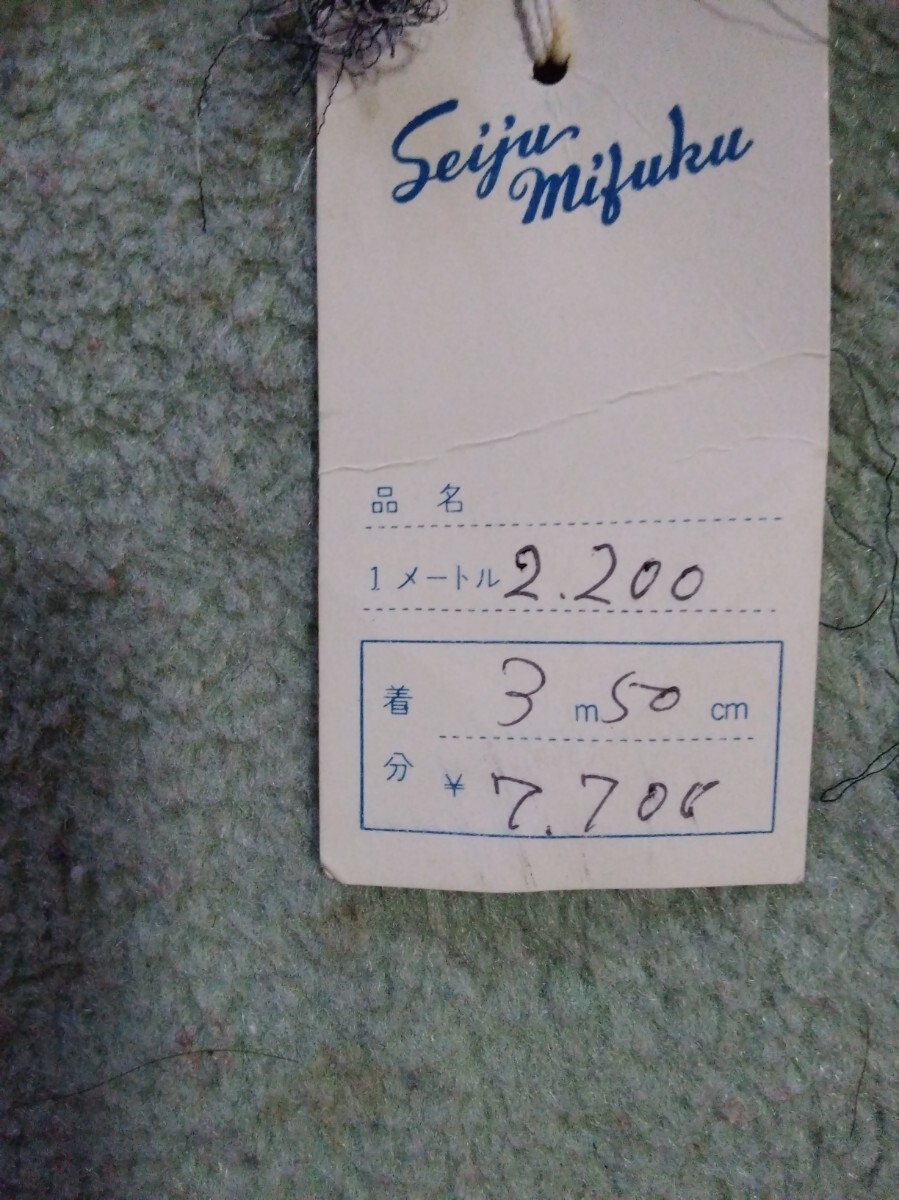 Seiju
Mifuku
品 名
1メートル 2.200
着分 3 m 50 cm
¥ 7.700